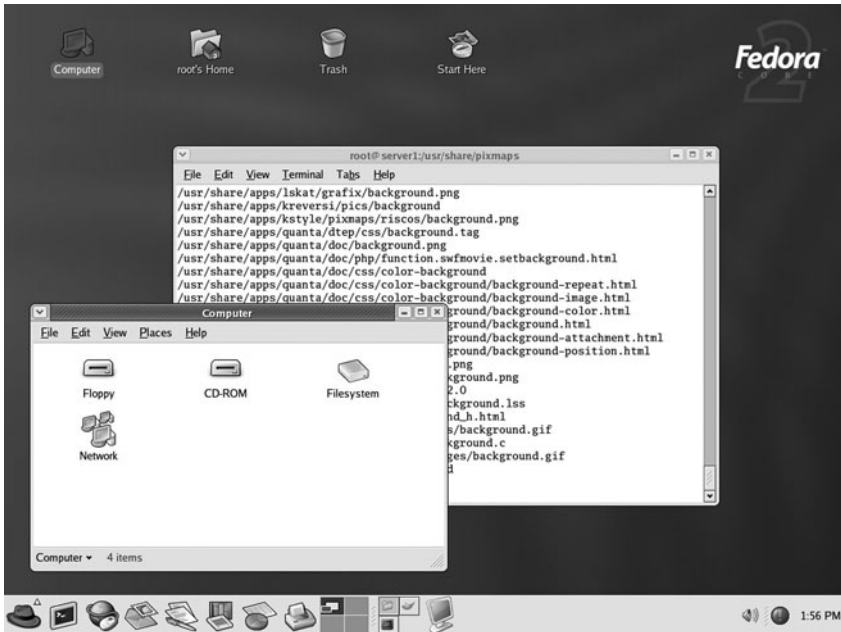 Computer
root's Home
Trash
Start Here
Fedora
CORE
2
root@server1:/usr/share/pixmaps
File Edit View Terminal Tabs Help
/usr/share/apps/lskat/grafix/background.png
/usr/share/apps/kreversi/pics/background
/usr/share/apps/kstyle/pixmaps/riscos/background.png
/usr/share/apps/quanta/dtep/css/background.tag
/usr/share/apps/quanta/doc/background.png
/usr/share/apps/quanta/doc/php/function.swfmovie.setbackground.html
/usr/share/apps/quanta/doc/css/color-background
/usr/share/apps/quanta/doc/css/color-background/background-repeat.html
/usr/share/apps/quanta/doc/css/color-background/background-image.html
ground/background-color.html
ground/background.html
ground/background-attachment.html
ground/background-position.html
.png
kground.png
2.0
ckground.lss
nd_h.html
s/background.gif
kground.c
ges/background.gif
d
Computer
File Edit View Places Help
Floppy
CD-ROM
Filesystem
Network
Computer 4 items
1:56 PM